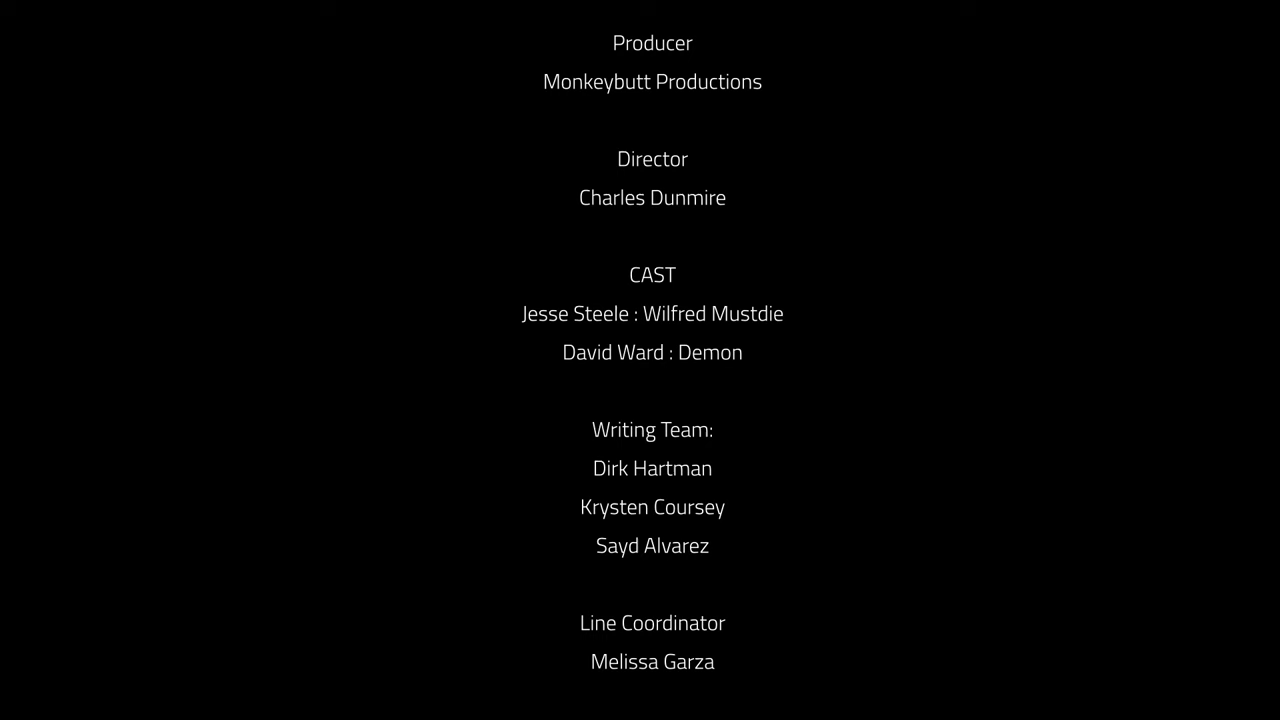 Producer
Monkeybutt Productions
Director
Charles Dunmire
CAST
Jesse Steele : Wilfred Mustdie
David Ward : Demon
Writing Team:
Dirk Hartman
Krysten Coursey
Sayd Alvarez
Line Coordinator
Melissa Garza